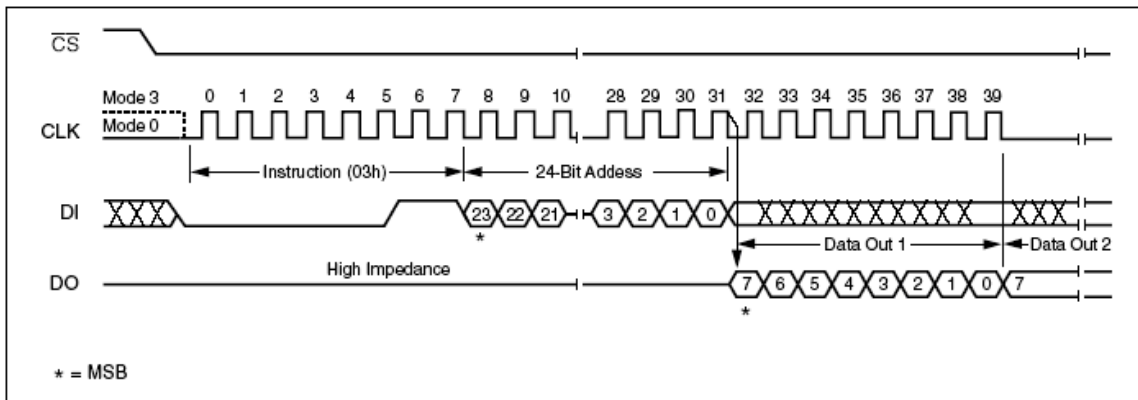 CS
Mode 3
0 1 2 3 4 5 6 7 8 9 10 28 29 30 31 32 33 34 35 36 37 38 39
CLK
Mode 0
Instruction (03h) 24-Bit Addess
DI 23 22 21 3 2 1 0
* Data Out 1 Data Out 2
High Impedance
DO 7 6 5 4 3 2 1 0 7
*
* = MSB